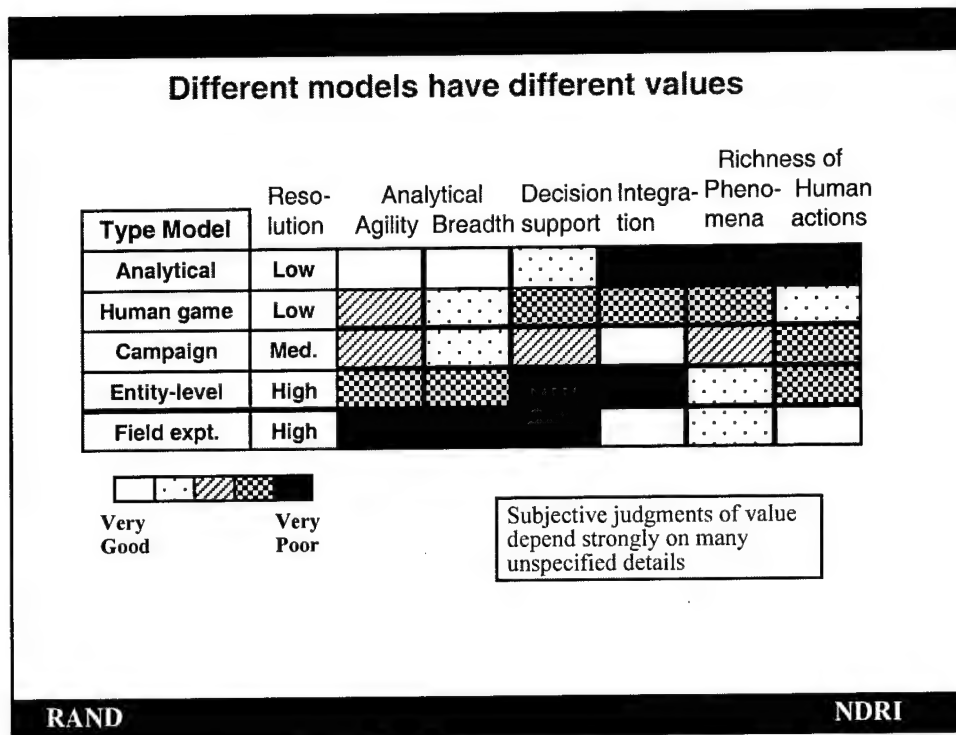 Different models have different values
Richness of
Reso- Analytical Decision Integra- Pheno- Human
Type Model lution Agility Breadth support tion mena actions
Analytical Low
Human game Low
Campaign Med.
Entity-level High
Field expt. High
Very Very
Good Poor
Subjective judgments of value
depend strongly on many
unspecified details
RAND NDRI